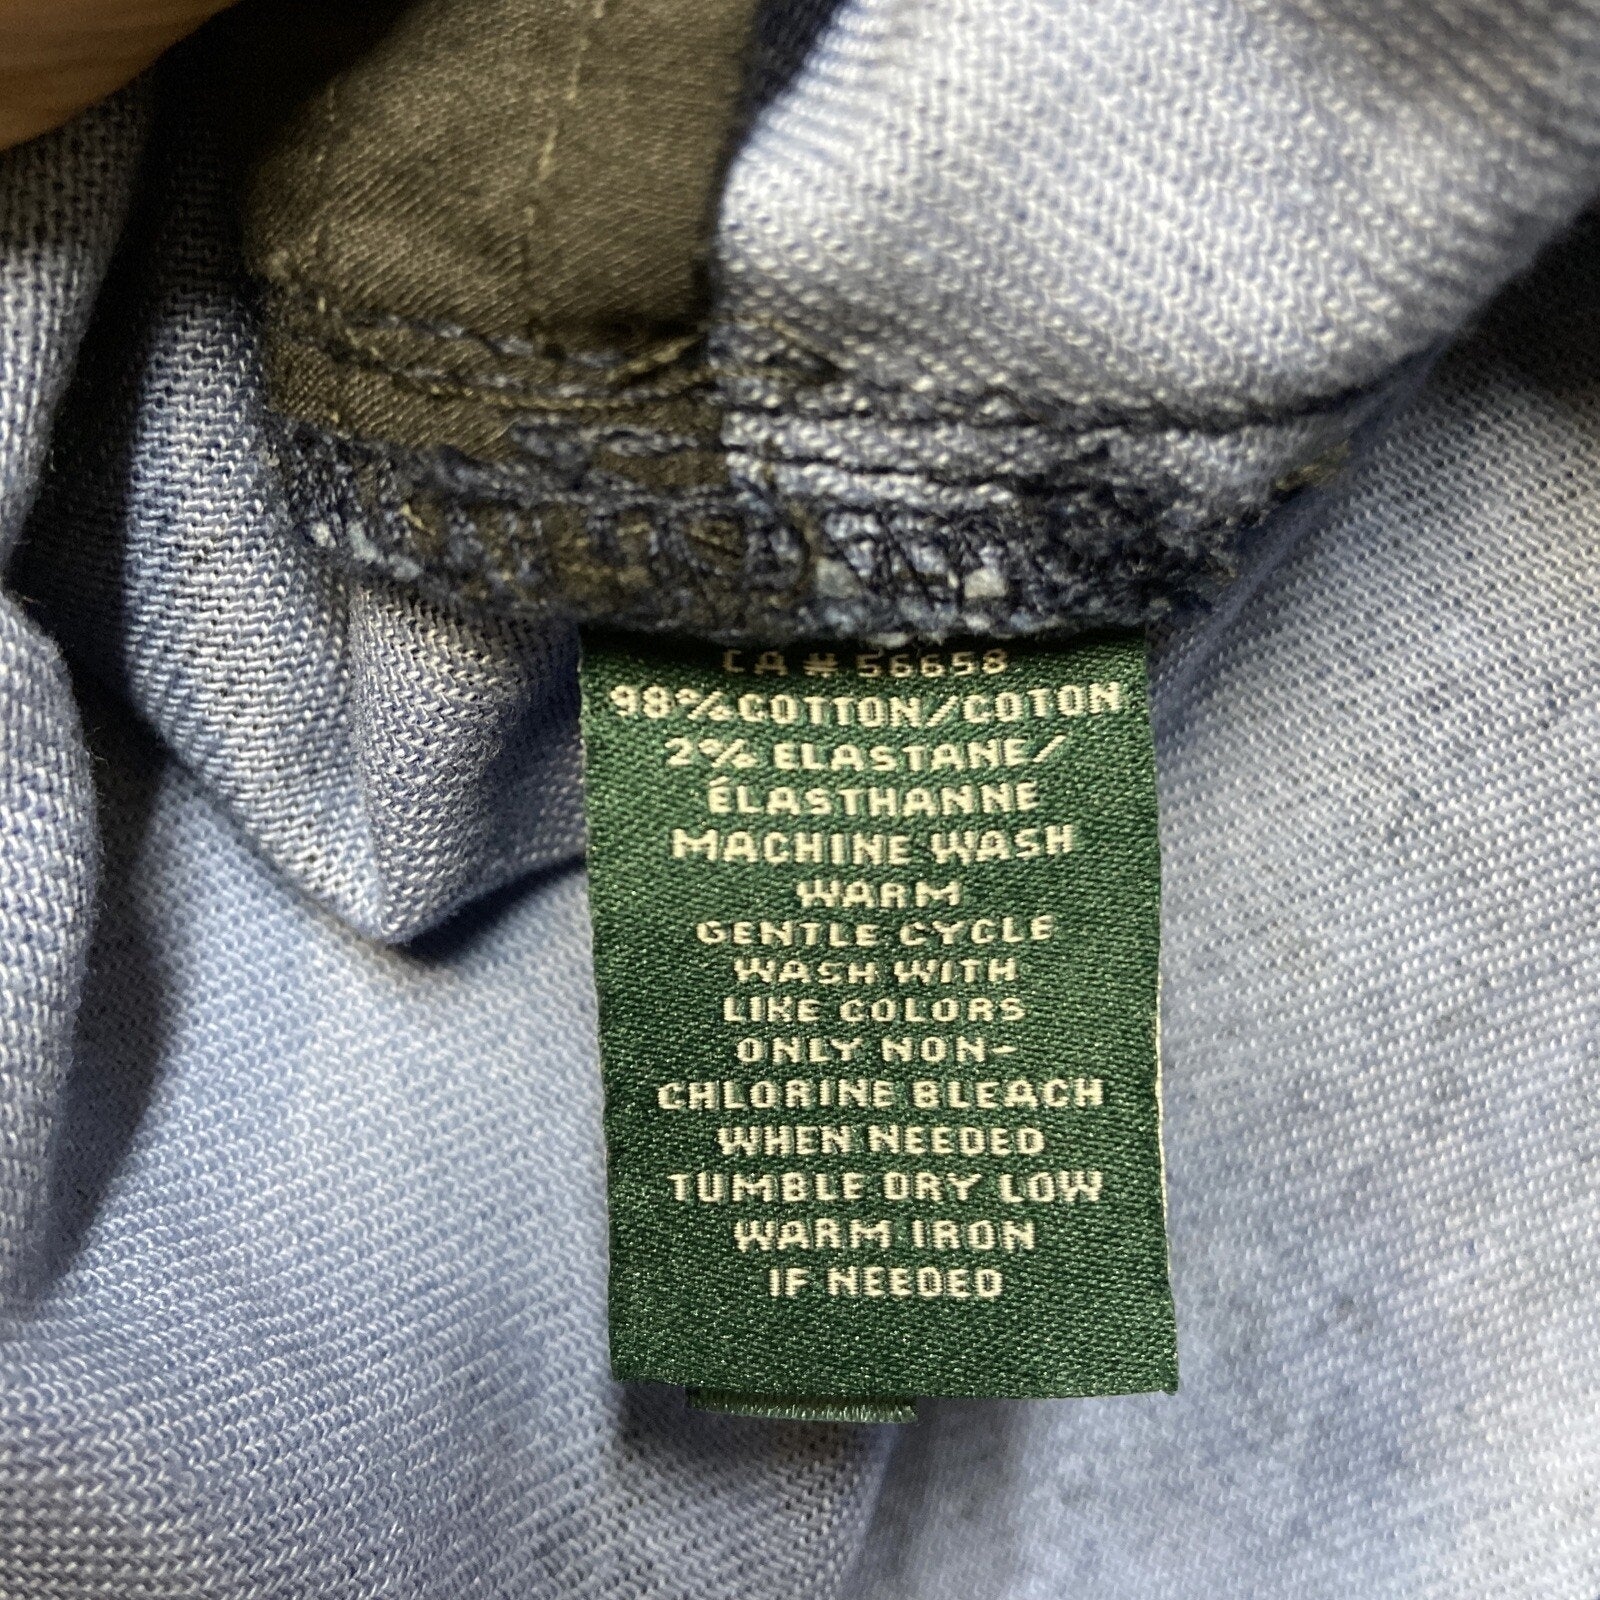 CA # 56658
98% COTTON/COTON
2% ELASTANE/
ÉLASTHANNE
MACHINE WASH
WARM
GENTLE CYCLE
WASH WITH
LIKE COLORS
ONLY NON-
CHLORINE BLEACH
WHEN NEEDED
TUMBLE DRY LOW
WARM IRON
IF NEEDED